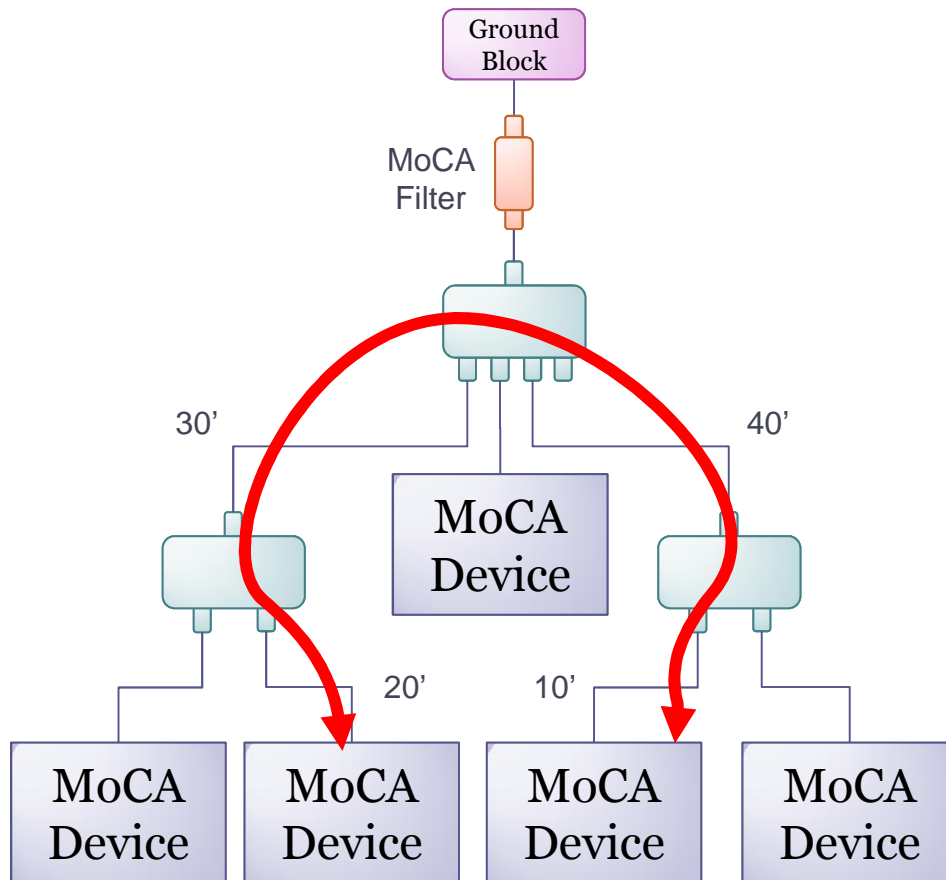 Ground
Block
MoCA
Filter
30’
40’
MoCA
Device
20’
10’
MoCA
Device
MoCA
Device
MoCA
Device
MoCA
Device